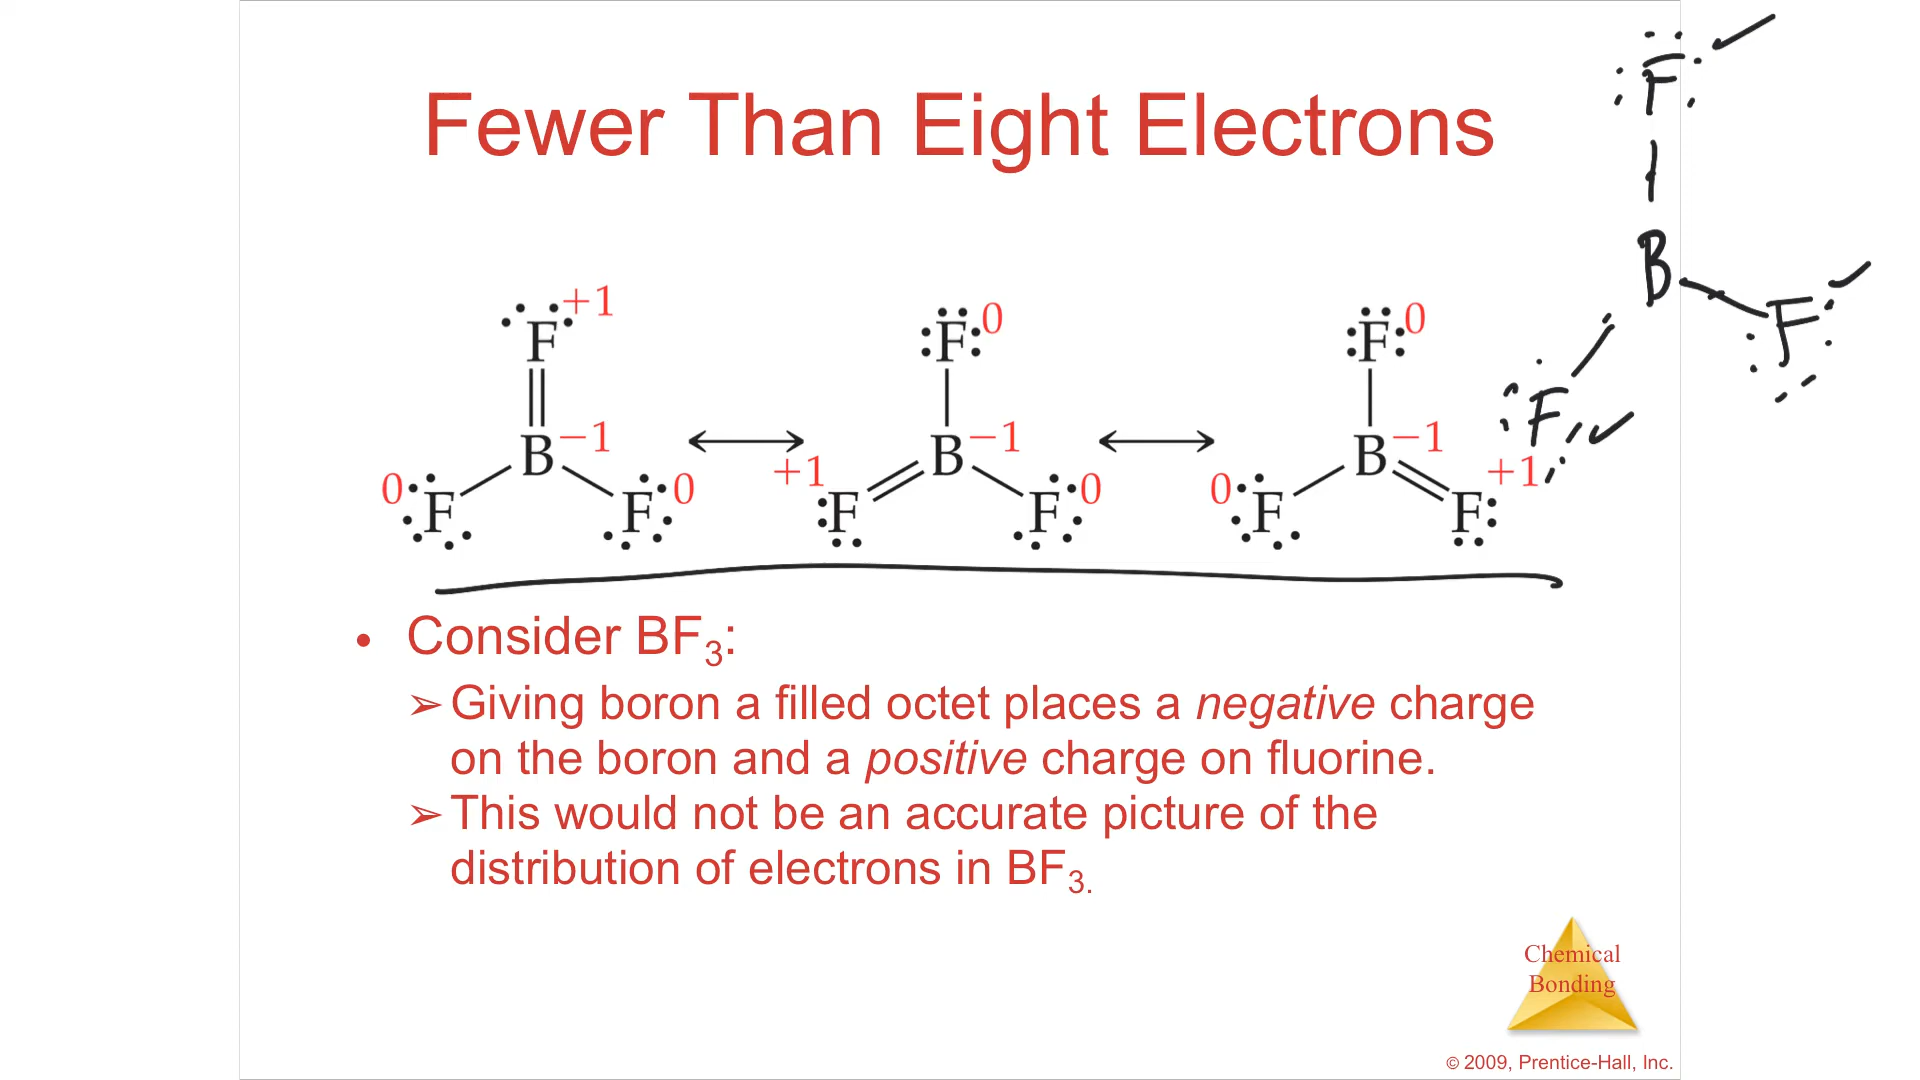 Fewer Than Eight Electrons
F +1
B −1
0 F
F 0
F 0
B −1
+1 F
F 0
F 0
B −1
0 F
F +1
F
B
F
F
• Consider BF3:
➢ Giving boron a filled octet places a negative charge
on the boron and a positive charge on fluorine.
➢ This would not be an accurate picture of the
distribution of electrons in BF3.
Chemical
Bonding
© 2009, Prentice-Hall, Inc.